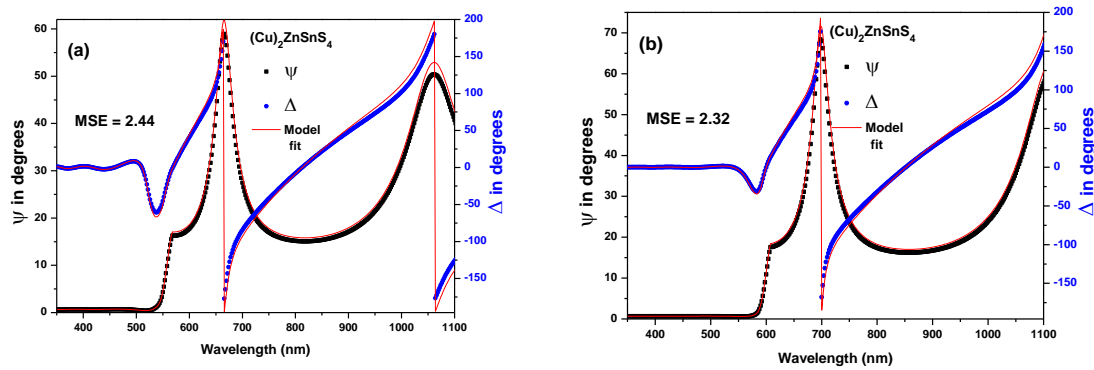 (a)
(Cu)2ZnSnS4
ψ
Δ
Model
fit
MSE = 2.44
Ψ in degrees
Δ in degrees
60
50
40
30
20
10
0
200
150
100
50
0
-50
-100
-150
400 500 600 700 800 900 1000 1100
Wavelength (nm)
(b)
(Cu)2ZnSnS4
ψ
Δ
Model
fit
MSE = 2.32
Ψ in degrees
Δ in degrees
70
60
50
40
30
20
10
0
200
150
100
50
0
-50
-100
-150
400 500 600 700 800 900 1000 1100
Wavelength (nm)